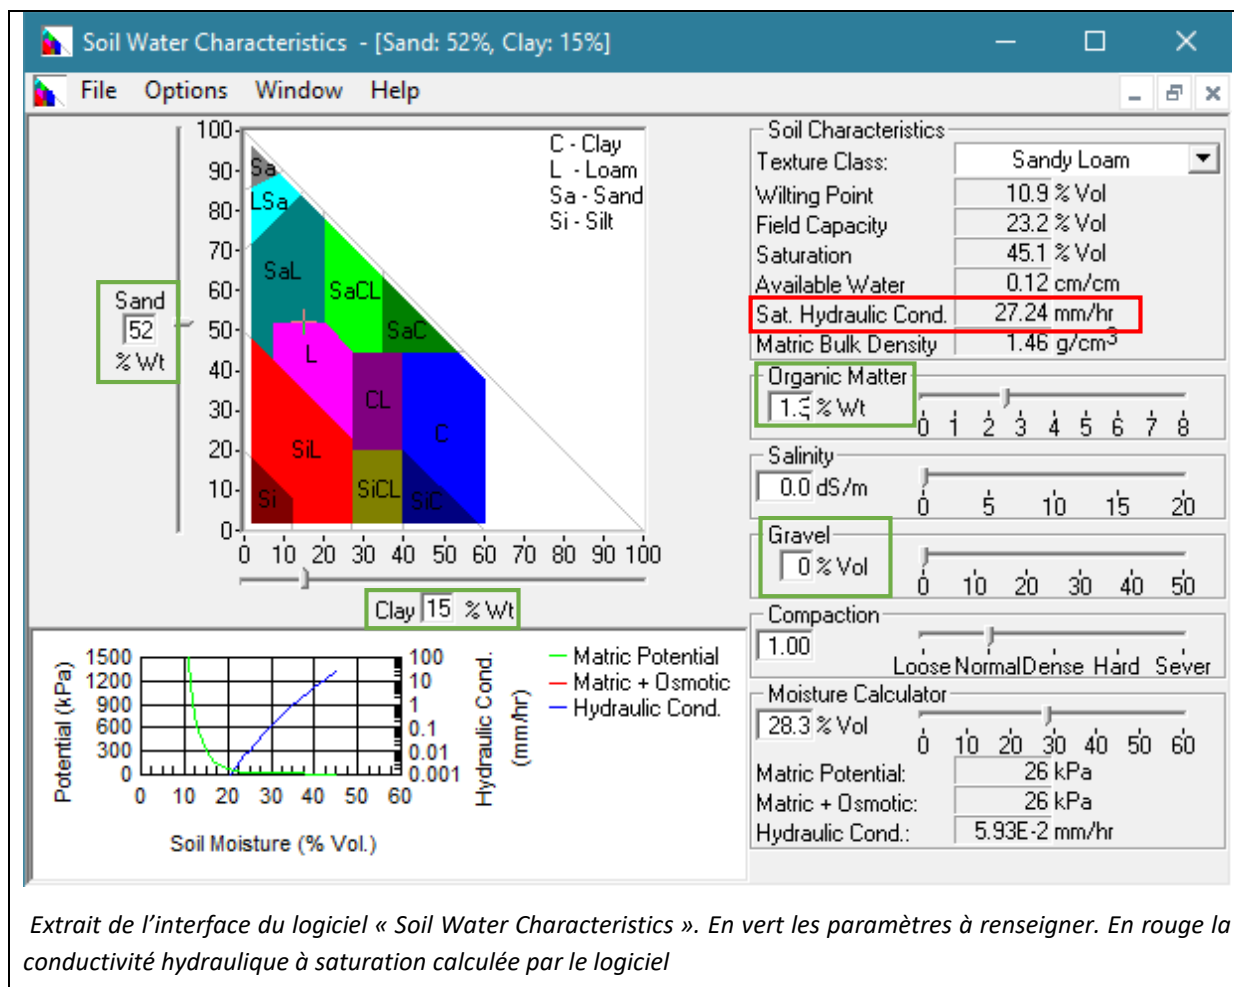 Soil Water Characteristics - [Sand: 52%, Clay: 15%]
File Options Window Help
100
90
80
70
60
50
40
30
20
10
0
Sand
52
% Wt
C - Clay
L - Loam
Sa - Sand
Si - Silt
Sa
LSa
SaL
SaCL
SaC
L
CL
C
SiL
SiCL
SiC
Si
0 10 20 30 40 50 60 70 80 90 100
Clay 15 % Wt
Soil Characteristics
Texture Class: Sandy Loam
Wilting Point 10.9 % Vol
Field Capacity 23.2 % Vol
Saturation 45.1 % Vol
Available Water 0.12 cm/cm
Sat. Hydraulic Cond. 27.24 mm/hr
Matric Bulk Density 1.46 g/cm3
Organic Matter
% Wt
0 1 2 3 4 5 6 7 8
Salinity
0.0 dS/m
0 5 10 15 20
Gravel
0 % Vol
0 10 20 30 40 50
Compaction
1.00
Loose Normal Dense Hard Sever
Moisture Calculator
28.3 % Vol
0 10 20 30 40 50 60
Matric Potential: 26 kPa
Matric + Osmotic: 26 kPa
Hydraulic Cond.: 5.93E-2 mm/hr
Potential (kPa)
1500
1200
900
600
300
0
100
10
1
0.1
0.01
0.001
Hydraulic Cond.
(mm/hr)
0 10 20 30 40 50 60
Soil Moisture (% Vol.)
Matric Potential
Matric + Osmotic
Hydraulic Cond.
Extrait de l'interface du logiciel « Soil Water Characteristics ». En vert les paramètres à renseigner. En rouge la
conductivité hydraulique à saturation calculée par le logiciel